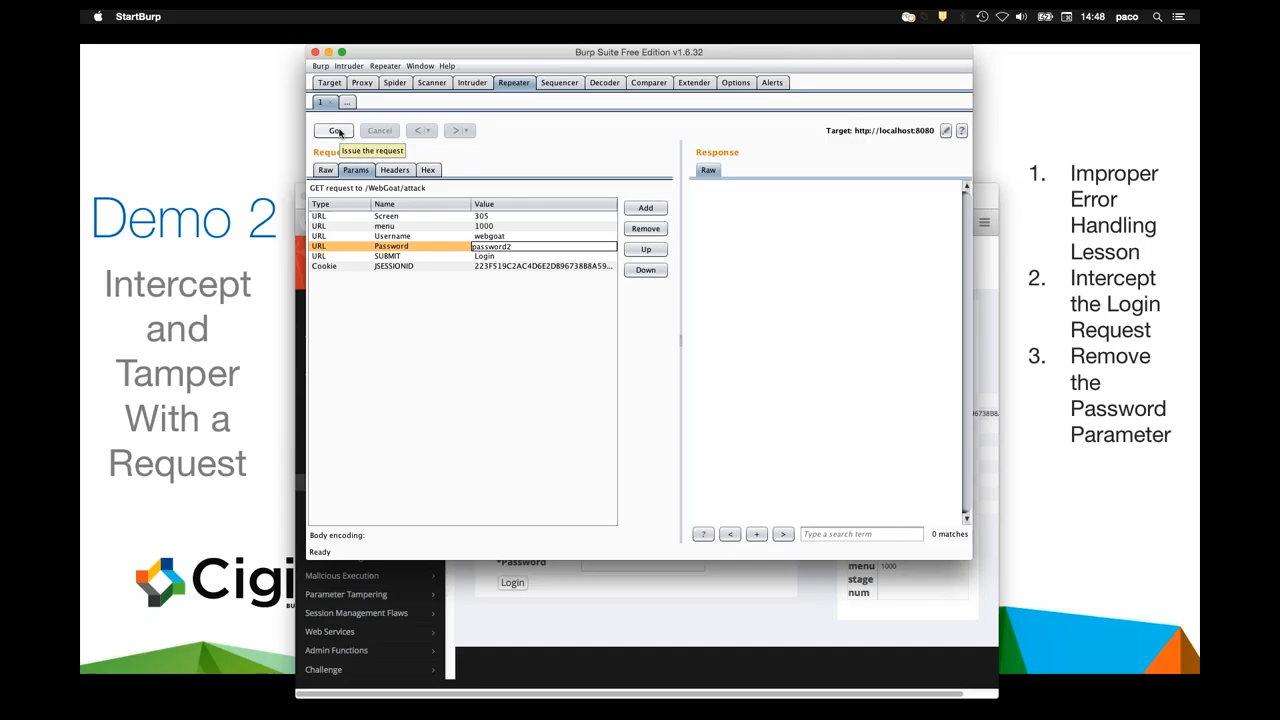 StartBurp
14:48 paco
Burp Suite Free Edition v1.6.32
Burp Intruder Repeater Window Help
Target Proxy Spider Scanner Intruder Repeater Sequencer Decoder Comparer Extender Options Alerts
1 × ...
Go Cancel < > Target: http://localhost:8080 ?
Issue the request
Reque
Response
Raw Params Headers Hex
Raw
GET request to /WebGoat/attack
Type Name Value
URL Screen 305
URL menu 1000
URL Username webgoat
URL Password password2
URL SUBMIT Login
Cookie JSESSIONID 223F519C2AC4D6E2DB96738B8A59...
Add
Remove
Up
Down
Body encoding:
? < + > Type a search term 0 matches
Ready
Demo 2
Intercept
and
Tamper
With a
Request
1. Improper
Error
Handling
Lesson
2. Intercept
the Login
Request
3. Remove
the
Password
Parameter
96738B8A
Cigi
Malicious Execution
Parameter Tampering
Session Management Flaws
Web Services
Admin Functions
Challenge
*Password
Login
menu 1000
stage
num